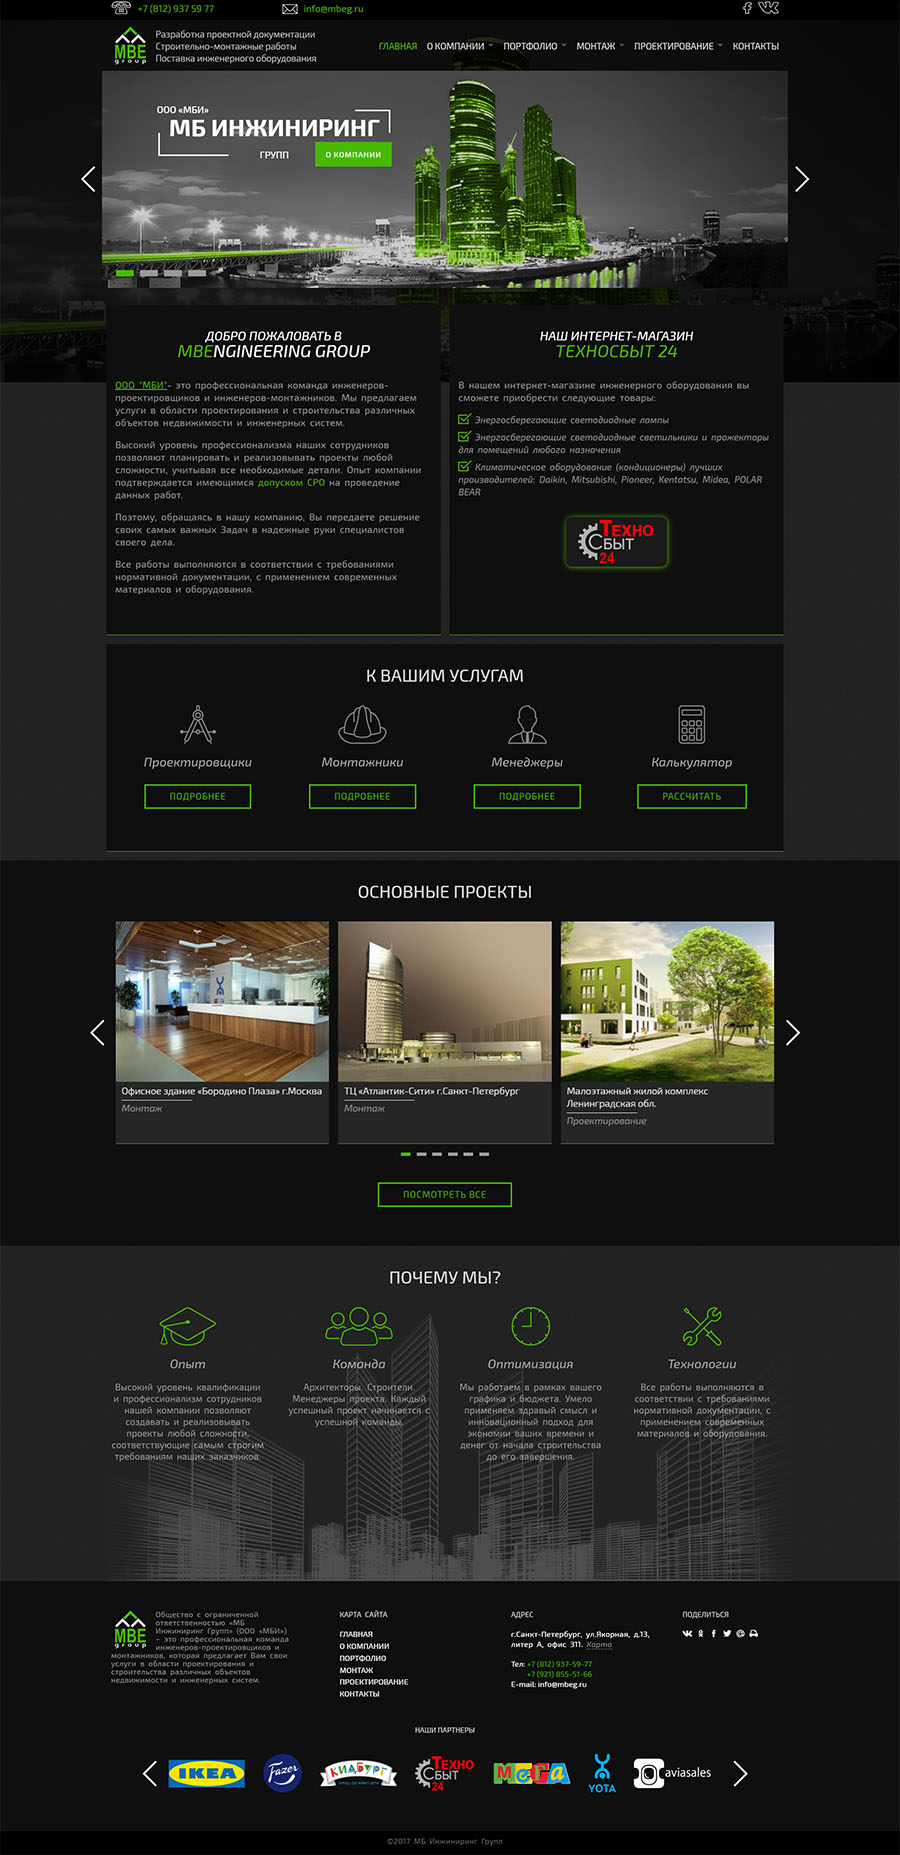 +7 (812) 937 59 77
info@mbeg.ru
MBE
group
Разработка проектной документации
Строительно-монтажные работы
Поставка инженерного оборудования
ГЛАВНАЯ О КОМПАНИИ ПОРТФОЛИО МОНТАЖ ПРОЕКТИРОВАНИЕ КОНТАКТЫ
ООО «МБИ»
МБ ИНЖИНИРИНГ
ГРУПП
О КОМПАНИИ
ДОБРО ПОЖАЛОВАТЬ В
MBENGINEERING GROUP
ООО "МБИ"- это профессиональная команда инженеров-
проектировщиков и инженеров-монтажников. Мы предлагаем
услуги в области проектирования и строительства различных
объектов недвижимости и инженерных систем.
Высокий уровень профессионализма наших сотрудников
позволяют планировать и реализовывать проекты любой
сложности, учитывая все необходимые детали. Опыт компании
подтверждается имеющимся допуском СРО на проведение
данных работ.
Поэтому, обращаясь в нашу компанию, Вы передаете решение
своих самых важных Задач в надежные руки специалистов
своего дела.
Все работы выполняются в соответствии с требованиями
нормативной документации, с применением современных
материалов и оборудования.
НАШ ИНТЕРНЕТ-МАГАЗИН
ТЕХНОСБЫТ 24
В нашем интернет-магазине инженерного оборудования вы
сможете приобрести следующие товары:
Энергосберегающие светодиодные лампы
Энергосберегающие светодиодные светильники и прожекторы
для помещений любого назначения
Климатическое оборудование (кондиционеры) лучших
производителей: Daikin, Mitsubishi, Pioneer, Kentatsu, Midea, POLAR
BEAR
ТЕХНО
СБЫТ
24
К ВАШИМ УСЛУГАМ
Проектировщики
Монтажники
Менеджеры
Калькулятор
ПОДРОБНЕЕ
ПОДРОБНЕЕ
ПОДРОБНЕЕ
РАССЧИТАТЬ
ОСНОВНЫЕ ПРОЕКТЫ
Офисное здание «Бородино Плаза» г.Москва
Монтаж
ТЦ «Атлантик-Сити» г.Санкт-Петербург
Монтаж
Малоэтажный жилой комплекс
Ленинградская обл.
Проектирование
ПОСМОТРЕТЬ ВСЕ
ПОЧЕМУ МЫ?
Опыт
Высокий уровень квалификации
и профессионализм сотрудников
нашей компании позволяют
создавать и реализовывать
проекты любой сложности,
соответствующие самым строгим
требованиям наших заказчиков.
Команда
Архитекторы. Строители.
Менеджеры проекта. Каждый
успешный проект начинается с
успешной команды.
Оптимизация
Мы работаем в рамках вашего
графика и бюджета. Умело
применяем здравый смысл и
инновационный подход для
экономии ваших времени и
денег от начала строительства
до его завершения.
Технологии
Все работы выполняются в
соответствии с требованиями
нормативной документации, с
применением современных
материалов и оборудования.
MBE
group
Общество с ограниченной
ответственностью «МБ
Инжиниринг Групп» (ООО «МБИ»)
– это профессиональная команда
инженеров-проектировщиков и
монтажников, которая предлагает Вам свои
услуги в области проектирования и
строительства различных объектов
недвижимости и инженерных систем.
КАРТА САЙТА
ГЛАВНАЯ
О КОМПАНИИ
ПОРТФОЛИО
МОНТАЖ
ПРОЕКТИРОВАНИЕ
КОНТАКТЫ
АДРЕС
г.Санкт-Петербург, ул.Якорная, д.13,
литер А, офис 311. Карта
Тел: +7 (812) 937-59-77
+7 (921) 855-51-66
E-mail: info@mbeg.ru
ПОДЕЛИТЬСЯ
НАШИ ПАРТНЕРЫ
IKEA
Fazer
КИДБУРГ
ТЕХНО
СБЫТ
24
МЕГА
YOTA
aviasales
©2017 МБ Инжиниринг Групп